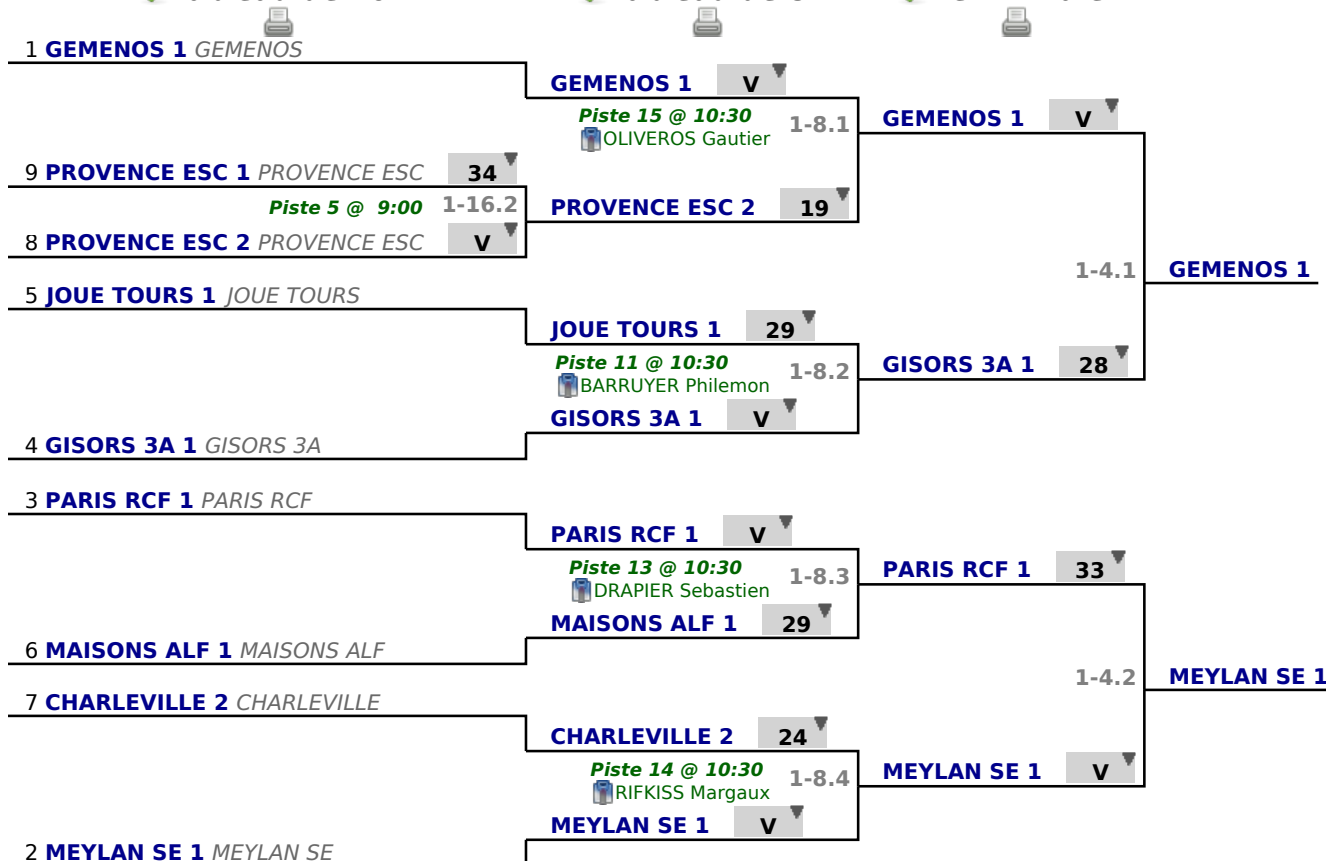 1 GEMENOS 1 GEMENOS
GEMENOS 1 V
Piste 15 @ 10:30
OLIVEROS Gautier
1-8.1
GEMENOS 1 V
9 PROVENCE ESC 1 PROVENCE ESC 34
Piste 5 @ 9:00 1-16.2
PROVENCE ESC 2 19
8 PROVENCE ESC 2 PROVENCE ESC V
1-4.1
GEMENOS 1
5 JOUE TOURS 1 JOUE TOURS
JOUE TOURS 1 29
Piste 11 @ 10:30
BARRUYER Philemon
1-8.2
GISORS 3A 1 28
GISORS 3A 1 V
4 GISORS 3A 1 GISORS 3A
3 PARIS RCF 1 PARIS RCF
PARIS RCF 1 V
Piste 13 @ 10:30
DRAPIER Sebastien
1-8.3
PARIS RCF 1 33
MAISONS ALF 1 29
6 MAISONS ALF 1 MAISONS ALF
1-4.2
MEYLAN SE 1
7 CHARLEVILLE 2 CHARLEVILLE
CHARLEVILLE 2 24
Piste 14 @ 10:30
RIFKISS Margaux
1-8.4
MEYLAN SE 1 V
MEYLAN SE 1 V
2 MEYLAN SE 1 MEYLAN SE